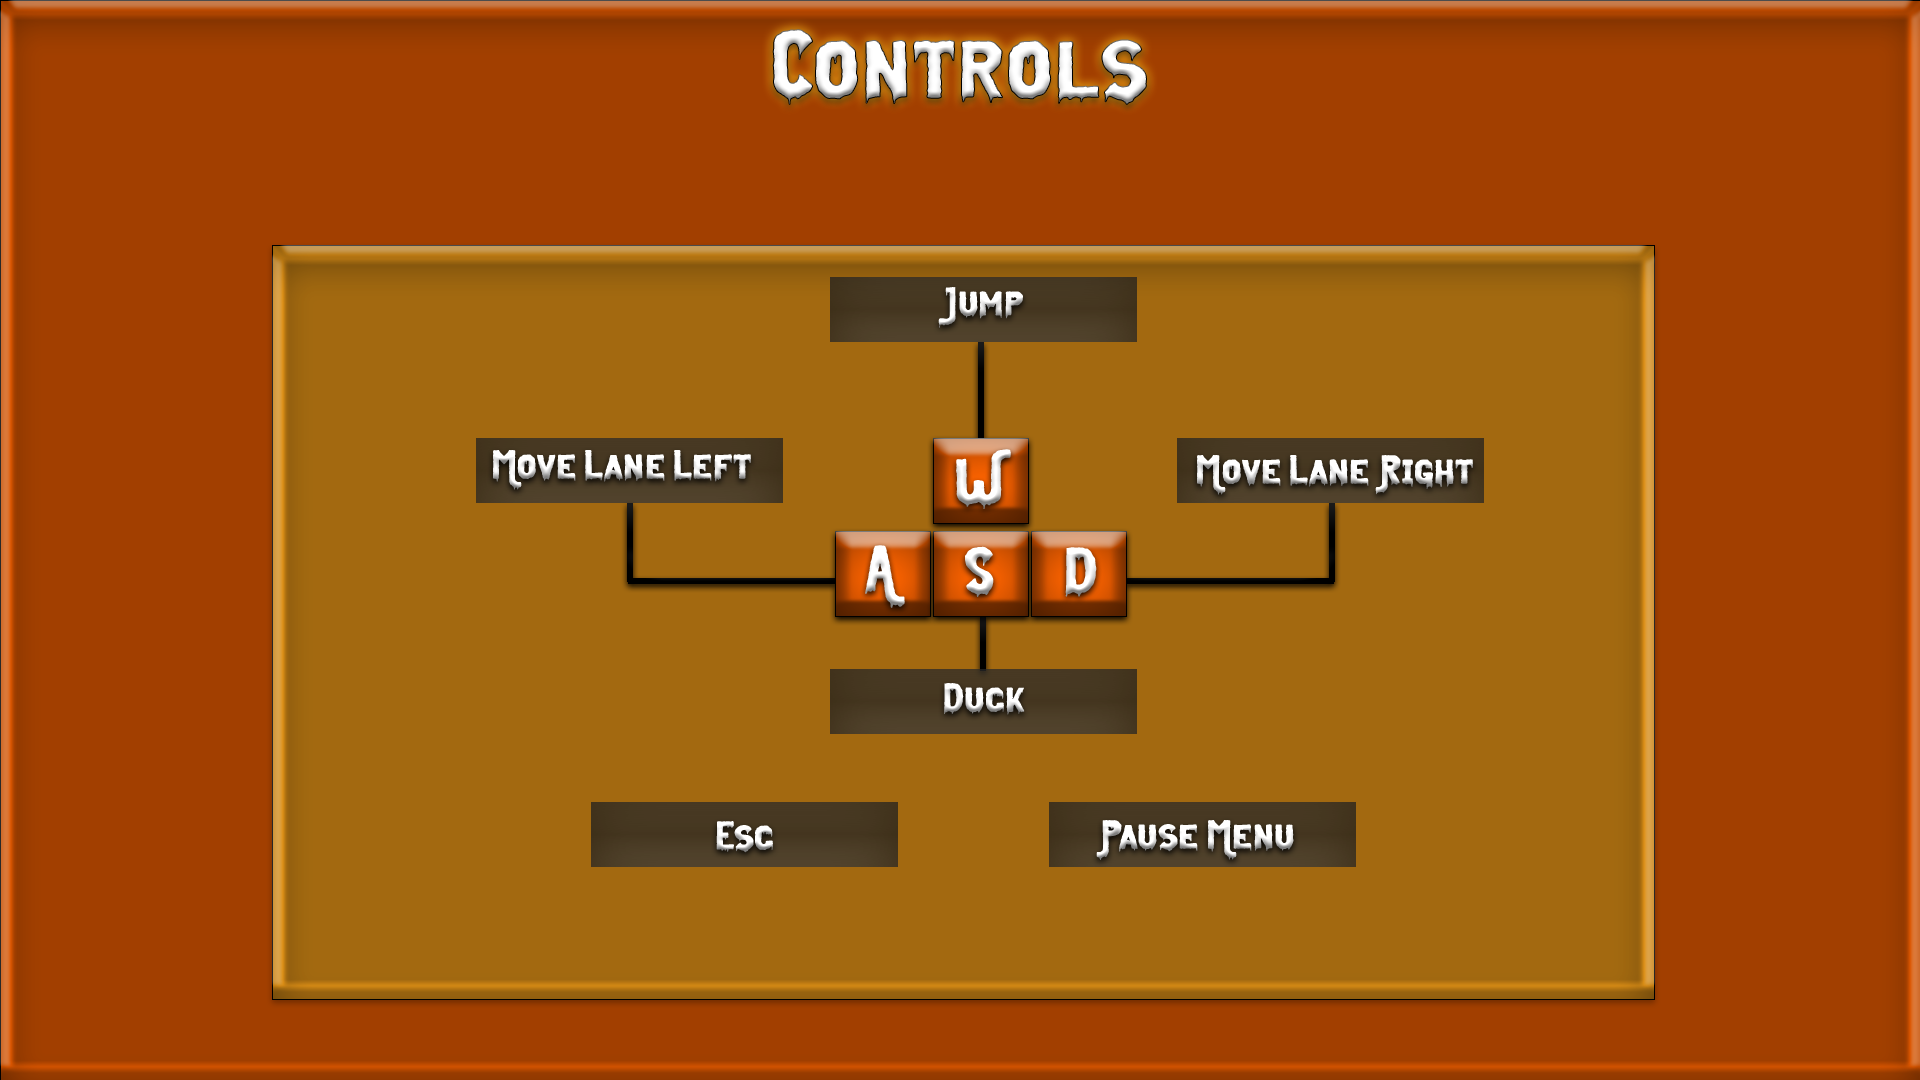 Controls
Jump
Move Lane Left
W
Move Lane Right
A S D
Duck
Esc
Pause Menu